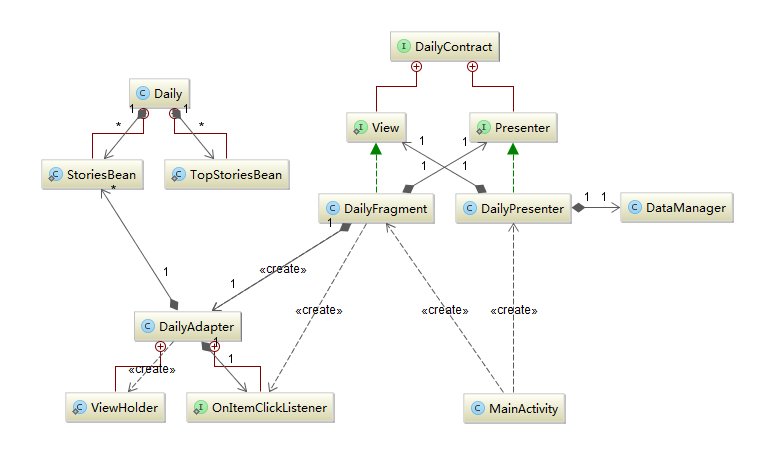 I DailyContract
C Daily
1
1
*
*
I View
I Presenter
1
1
1
1
C StoriesBean
C TopStoriesBean
*
C DailyFragment
C DailyPresenter
1
1
C DataManager
1
1
1
«create»
«create»
«create»
«create»
C DailyAdapter
1
1
«create»
C ViewHolder
I OnItemClickListener
C MainActivity